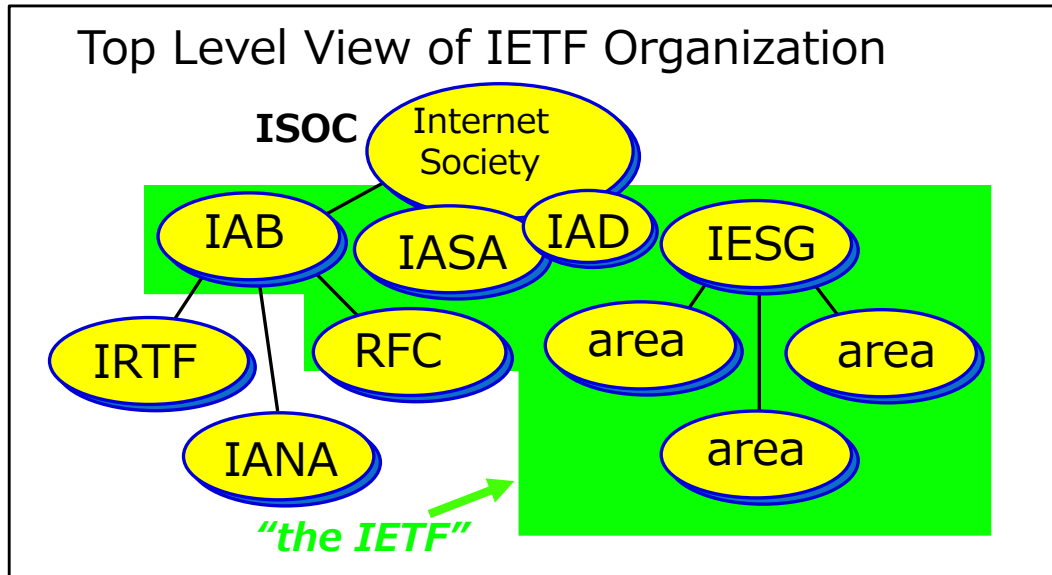 Top Level View of IETF Organization
ISOC
Internet
Society
IAB
IASA
IAD
IESG
IRTF
RFC
area
area
IANA
area
“the IETF”